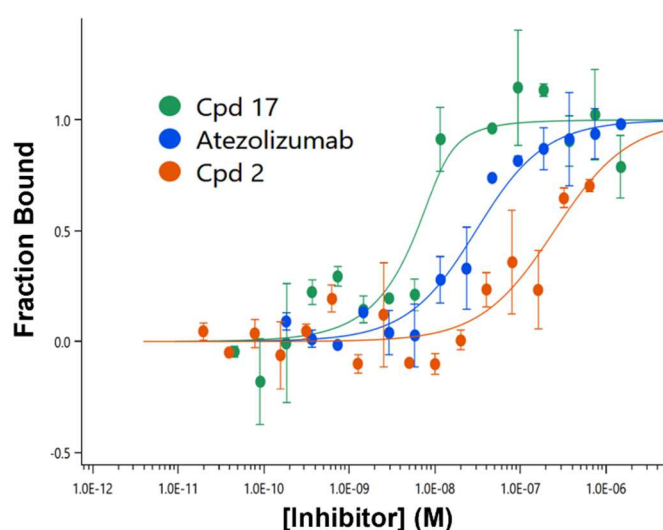 Cpd 17
Atezolizumab
Cpd 2
Fraction Bound
1.0
0.5
0.0
-0.5
1.0E-12 1.0E-11 1.0E-10 1.0E-09 1.0E-08 1.0E-07 1.0E-06
[Inhibitor] (M)